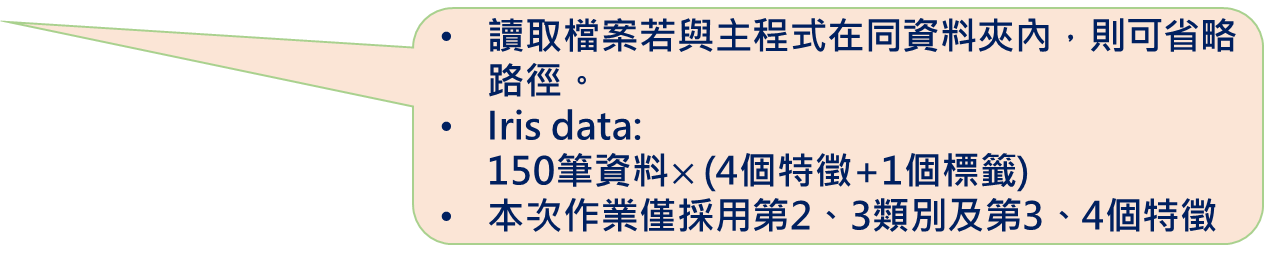 • 讀取檔案若與主程式在同資料夾內，則可省略
路徑。
• Iris data:
150筆資料×(4個特徵+1個標籤)
• 本次作業僅採用第2、3類別及第3、4個特徵